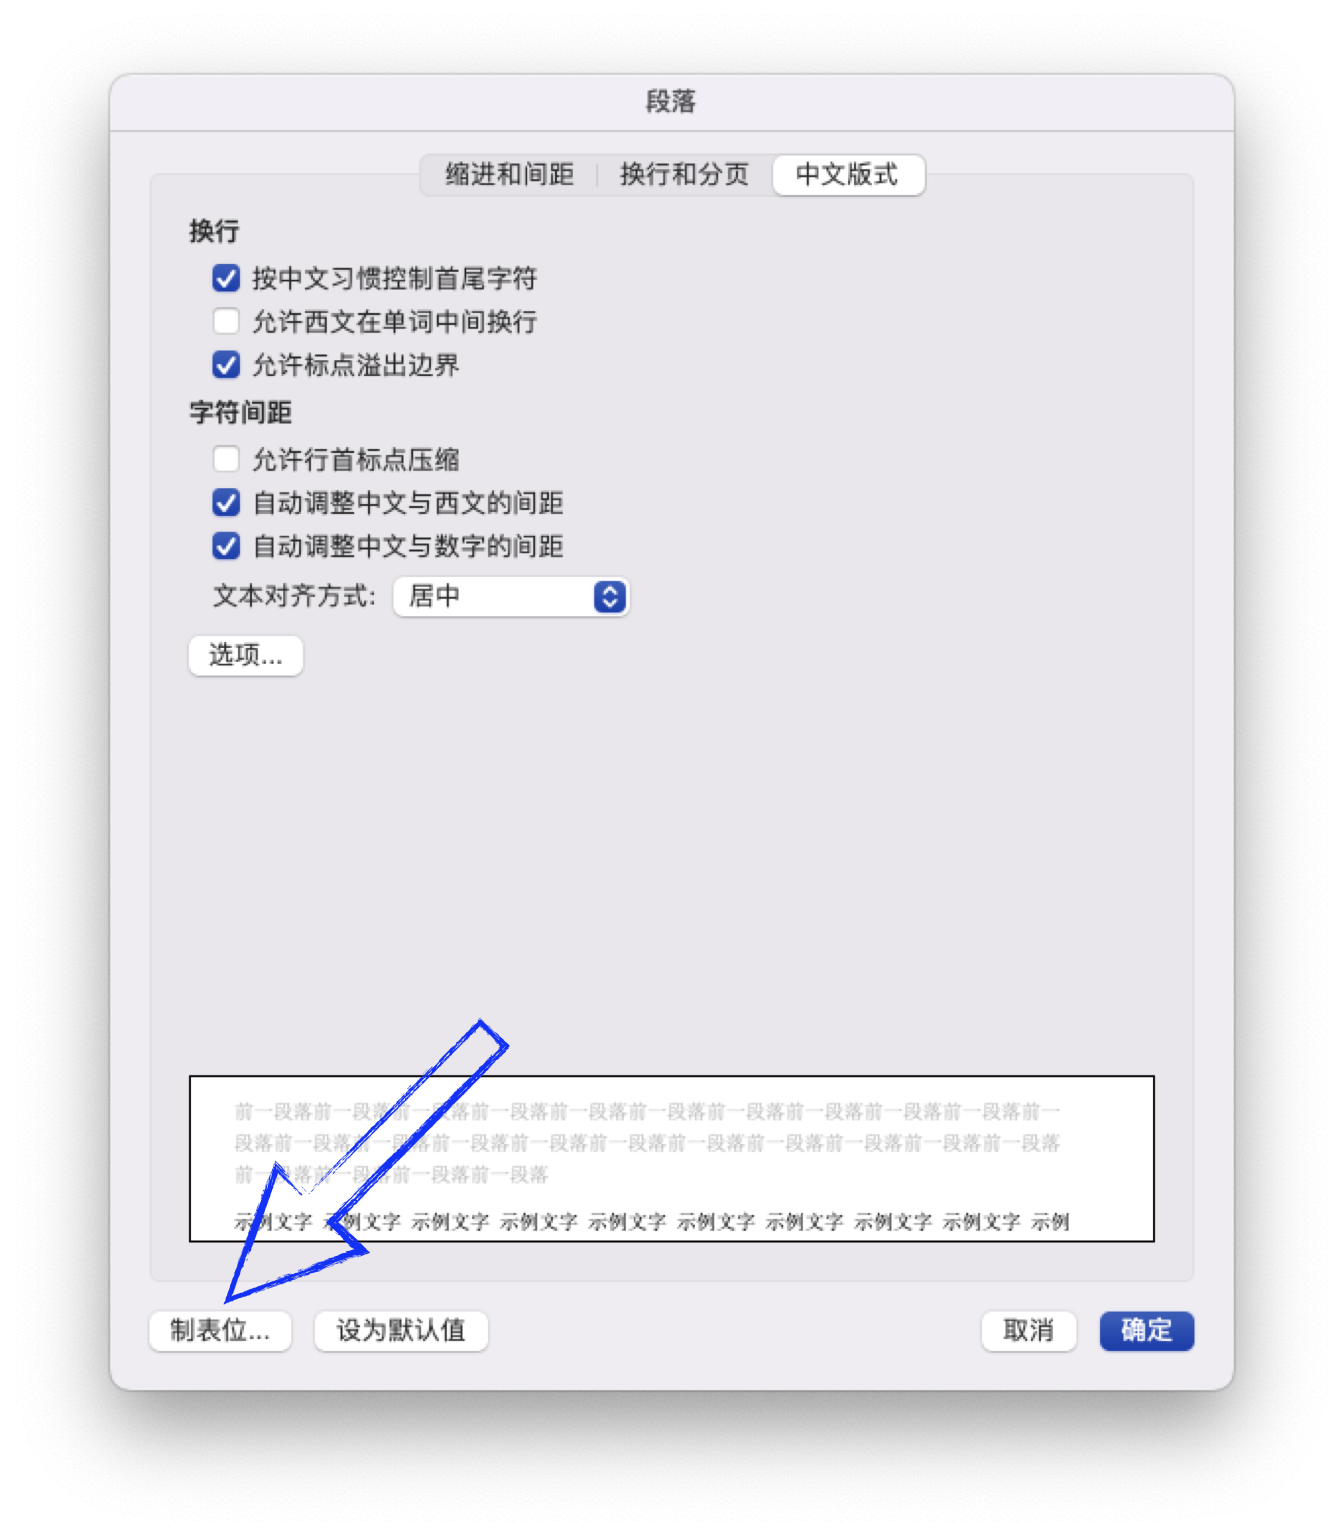 段落
缩进和间距 换行和分页 中文版式
换行
按中文习惯控制首尾字符
允许西文在单词中间换行
允许标点溢出边界
字符间距
允许行首标点压缩
自动调整中文与西文的间距
自动调整中文与数字的间距
文本对齐方式: 居中
选项...
前一段落前一段落前一段落前一段落前一段落前一段落前一段落前一段落前一段落前一段落前一
段落前一段落前一段落前一段落前一段落前一段落前一段落前一段落前一段落前一段落前一段落
前一段落前一段落前一段落前一段落
示例文字 示例文字 示例文字 示例文字 示例文字 示例文字 示例文字 示例文字 示例文字 示例
制表位... 设为默认值 取消 确定